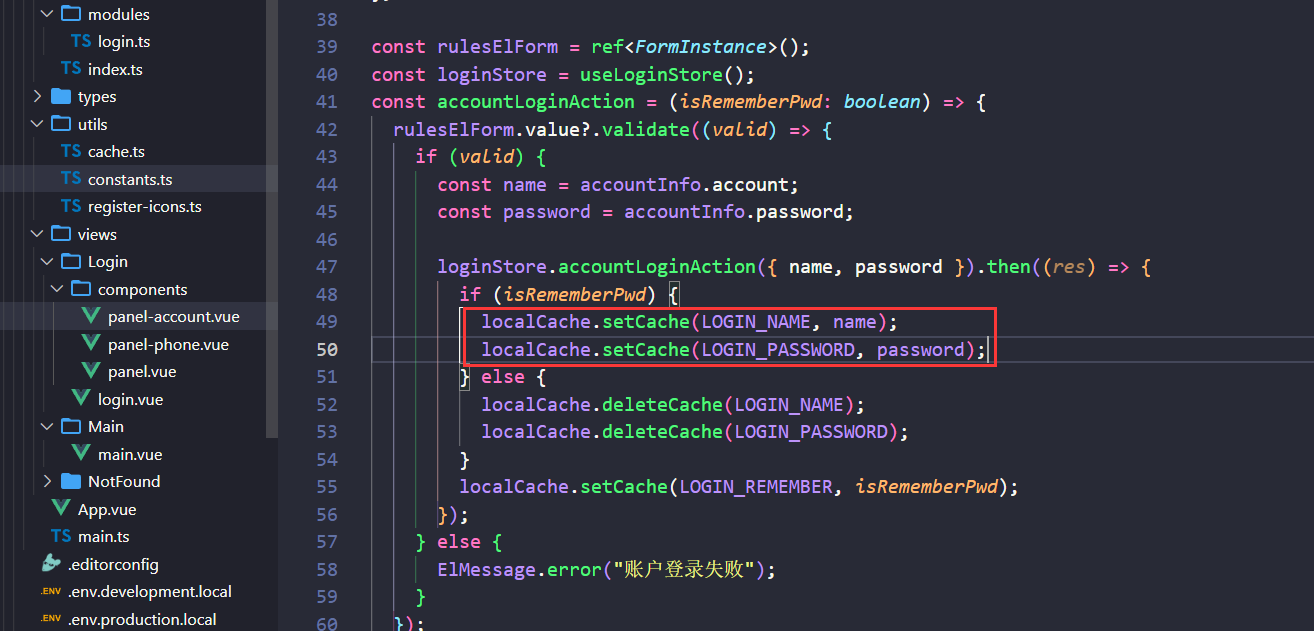 modules
TS login.ts
TS index.ts
types
utils
TS cache.ts
TS constants.ts
TS register-icons.ts
views
Login
components
panel-account.vue
panel-phone.vue
panel.vue
login.vue
Main
main.vue
NotFound
App.vue
TS main.ts
.editorconfig
.ENV .env.development.local
.ENV .env.production.local
38
39 const rulesElForm = ref<FormInstance>();
40 const loginStore = useLoginStore();
41 const accountLoginAction = (isRememberPwd: boolean) => {
42 rulesElForm.value?.validate((valid) => {
43 if (valid) {
44 const name = accountInfo.account;
45 const password = accountInfo.password;
46
47 loginStore.accountLoginAction({ name, password }).then((res) => {
48 if (isRememberPwd) {
49 localCache.setCache(LOGIN_NAME, name);
50 localCache.setCache(LOGIN_PASSWORD, password);
51 } else {
52 localCache.deleteCache(LOGIN_NAME);
53 localCache.deleteCache(LOGIN_PASSWORD);
54 }
55 localCache.setCache(LOGIN_REMEMBER, isRememberPwd);
56 });
57 } else {
58 ElMessage.error("账户登录失败");
59 }
60 });